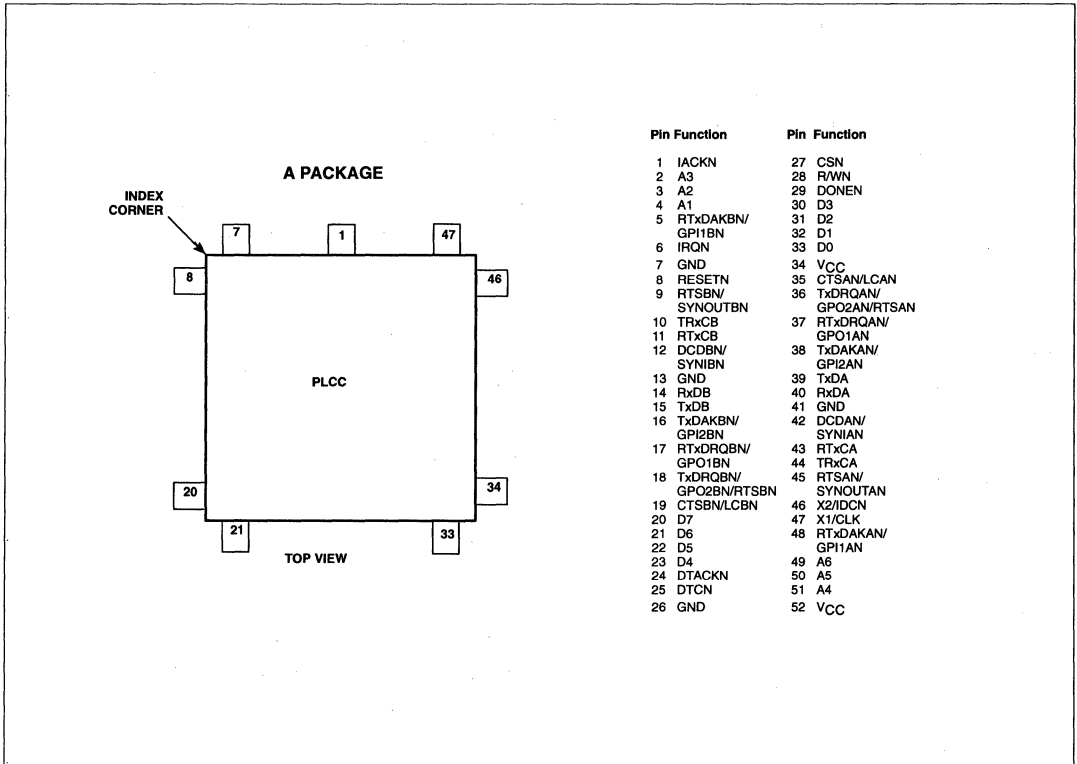 A PACKAGE
INDEX
CORNER
7
1
47
8
46
PLCC
20
34
21
33
TOP VIEW
Pin Function
1 IACKN
2 A3
3 A2
4 A1
5 RTxDAKBN/
GPI1BN
6 IRQN
7 GND
8 RESETN
9 RTSBN/
SYNOUTBN
10 TRxCB
11 RTxCB
12 DCDBN/
SYNIBN
13 GND
14 RxDB
15 TxDB
16 TxDAKBN/
GPI2BN
17 RTxDRQBN/
GPO1BN
18 TxDRQBN/
GPO2BN/RTSBN
19 CTSBN/LCBN
20 D7
21 D6
22 D5
23 D4
24 DTACKN
25 DTCN
26 GND
Pin Function
27 CSN
28 R/WN
29 DONEN
30 D3
31 D2
32 D1
33 D0
34 VCC
35 CTSAN/LCAN
36 TxDRQAN/
GPO2AN/RTSAN
37 RTxDRQAN/
GPO1AN
38 TxDAKAN/
GPI2AN
39 TxDA
40 RxDA
41 GND
42 DCDAN/
SYNIAN
43 RTxCA
44 TRxCA
45 RTSAN/
SYNOUTAN
46 X2/IDCN
47 X1/CLK
48 RTxDAKAN/
GPI1AN
49 A6
50 A5
51 A4
52 VCC